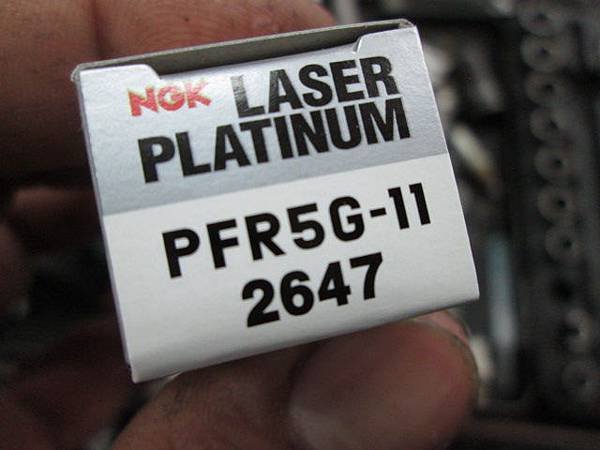 NGK LASER
PLATINUM
PFR5G-11
2647